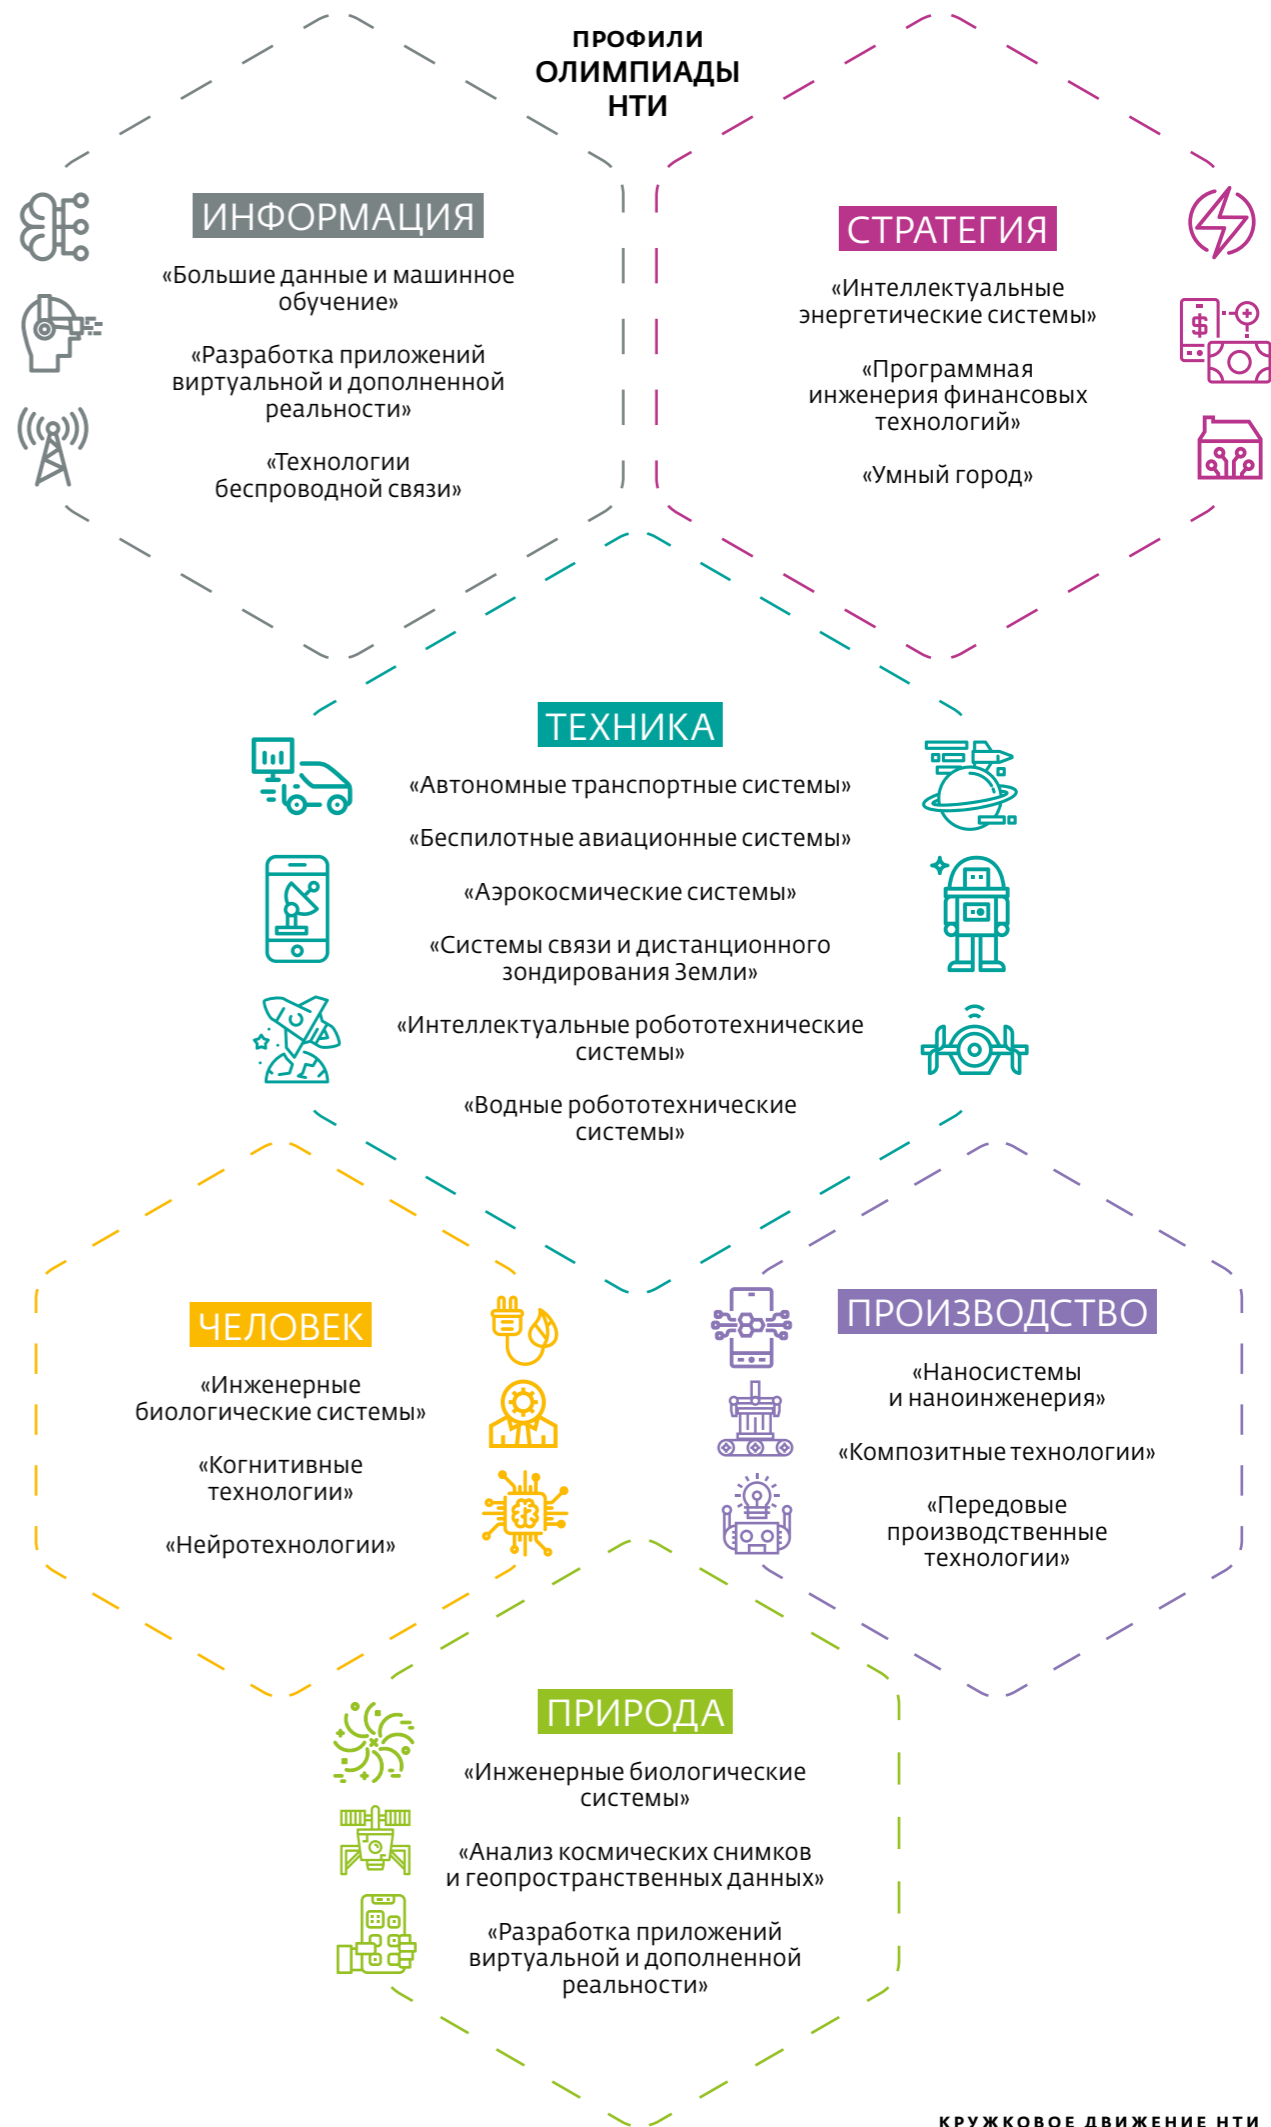 ПРОФИЛИ
ОЛИМПИАДЫ
НТИ
ИНФОРМАЦИЯ
«Большие данные и машинное
обучение»
«Разработка приложений
виртуальной и дополненной
реальности»
«Технологии
беспроводной связи»
СТРАТЕГИЯ
«Интеллектуальные
энергетические системы»
«Программная
инженерия финансовых
технологий»
«Умный город»
ТЕХНИКА
«Автономные транспортные системы»
«Беспилотные авиационные системы»
«Аэрокосмические системы»
«Системы связи и дистанционного
зондирования Земли»
«Интеллектуальные робототехнические
системы»
«Водные робототехнические
системы»
ЧЕЛОВЕК
«Инженерные
биологические системы»
«Когнитивные
технологии»
«Нейротехнологии»
ПРОИЗВОДСТВО
«Наносистемы
и наноинженерия»
«Композитные технологии»
«Передовые
производственные
технологии»
ПРИРОДА
«Инженерные биологические
системы»
«Анализ космических снимков
и геопространственных данных»
«Разработка приложений
виртуальной и дополненной
реальности»
КРУЖКОВОЕ ДВИЖЕНИЕ НТИ